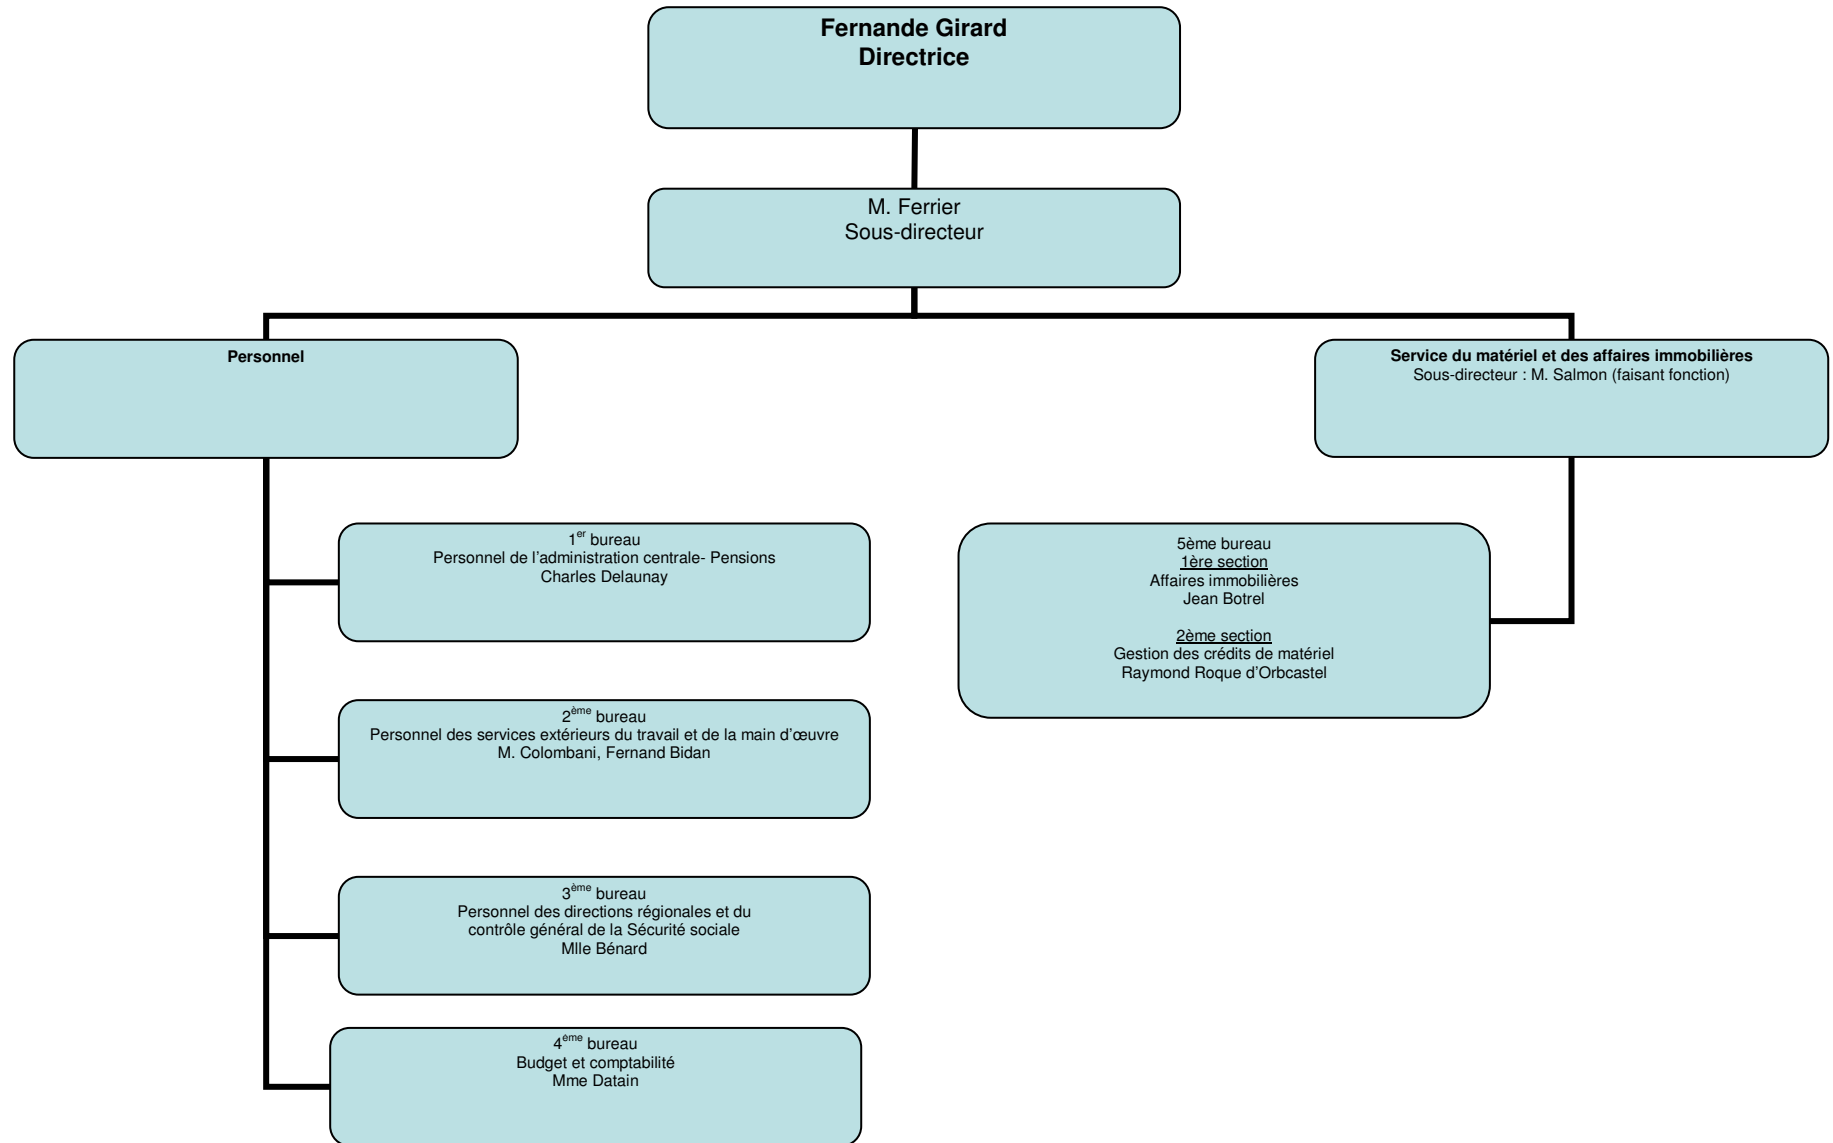 Fernande Girard
Directrice
M. Ferrier
Sous-directeur
Personnel
Service du matériel et des affaires immobilières
Sous-directeur : M. Salmon (faisant fonction)
1er bureau
Personnel de l'administration centrale- Pensions
Charles Delaunay
2ème bureau
Personnel des services extérieurs du travail et de la main d'œuvre
M. Colombani, Fernand Bidan
3ème bureau
Personnel des directions régionales et du
contrôle général de la Sécurité sociale
Mlle Bénard
4ème bureau
Budget et comptabilité
Mme Datain
5ème bureau
1ère section
Affaires immobilières
Jean Botrel
2ème section
Gestion des crédits de matériel
Raymond Roque d'Orbcastel